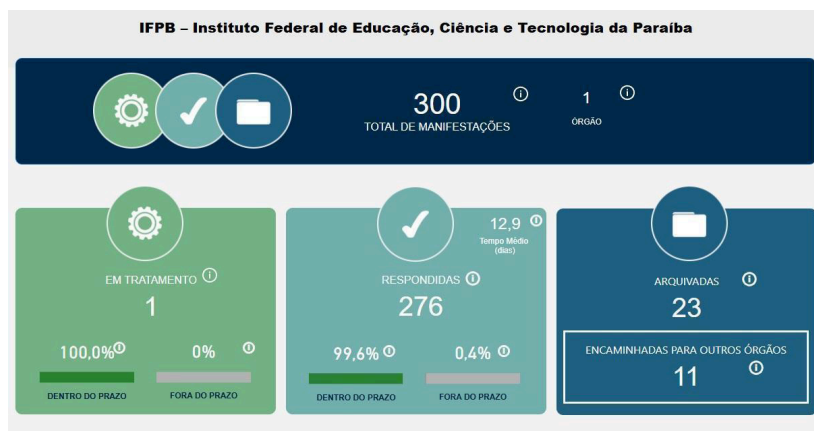 IFPB – Instituto Federal de Educação, Ciência e Tecnologia da Paraíba
300
TOTAL DE MANIFESTAÇÕES
1
ÓRGÃO
EM TRATAMENTO
1
100,0%
0%
DENTRO DO PRAZO
FORA DO PRAZO
12,9
Tempo Médio
(dias)
RESPONDIDAS
276
99,6%
0,4%
DENTRO DO PRAZO
FORA DO PRAZO
ARQUIVADAS
23
ENCAMINHADAS PARA OUTROS ÓRGÃOS
11